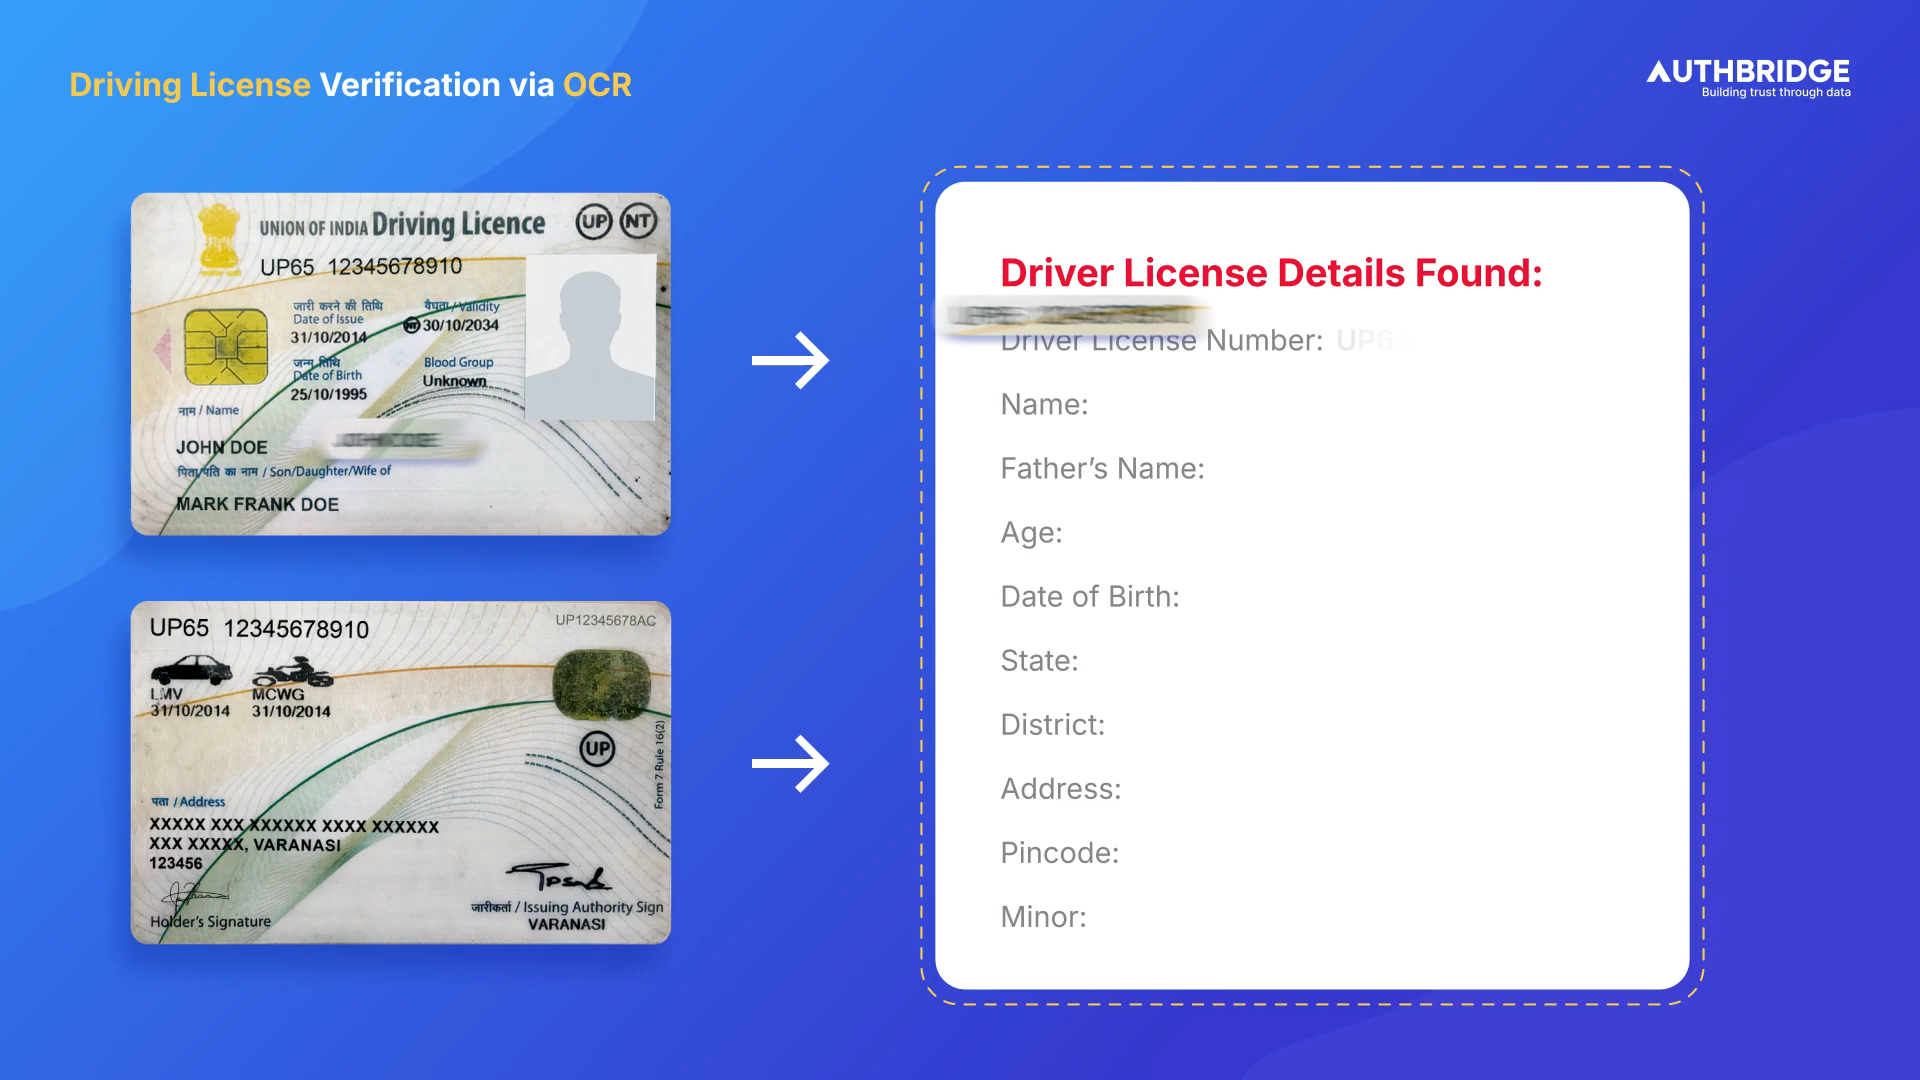 Driving License Verification via OCR
AUTHBRIDGE
Building trust through data
UNION OF INDIA Driving Licence
UP NT
UP65 12345678910
जारी करने की तिथि
Date of Issue
31/10/2014
वैघता / Validity
NT 30/10/2034
जन्म तिथि
Date of Birth
25/10/1995
Blood Group
Unknown
नाम / Name
JOHN DOE
पिता/पति का नाम / Son/Daughter/Wife of
MARK FRANK DOE
UP65 12345678910
UP12345678AC
LMV
31/10/2014
MCWG
31/10/2014
UP
Form 7 Rule 16(2)
पता / Address
XXXXX XXX XXXXXX XXXX XXXXXX
XXX XXXXX, VARANASI
123456
Holder's Signature
जारीकर्ता / Issuing Authority Sign
VARANASI
Driver License Details Found:
Driver License Number: UP6
Name:
Father’s Name:
Age:
Date of Birth:
State:
District:
Address:
Pincode:
Minor: